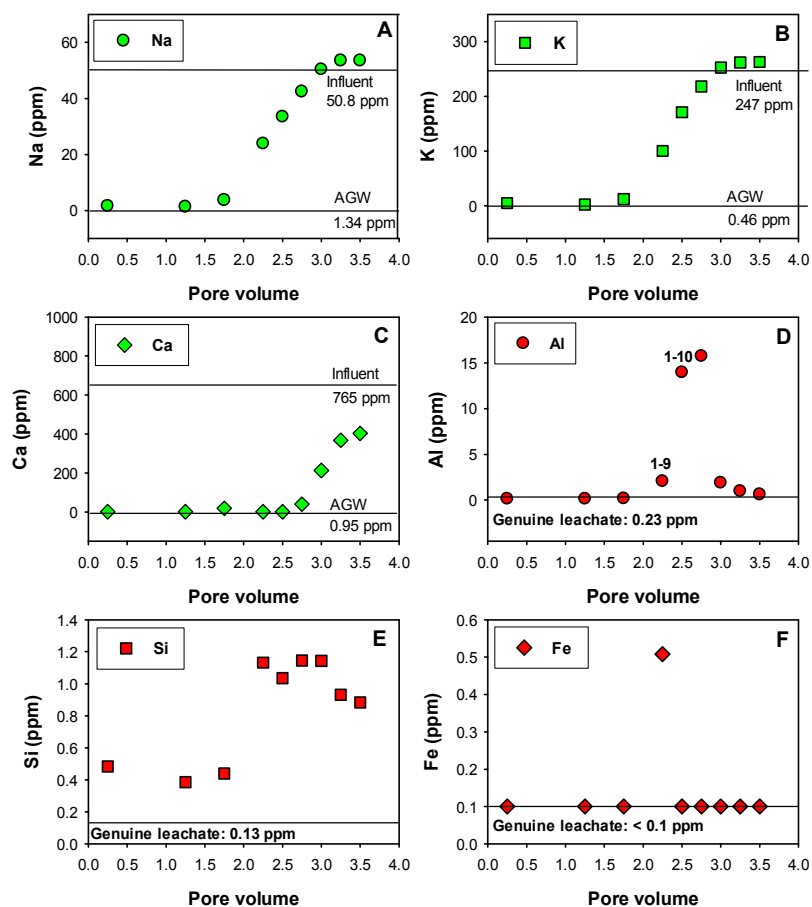 A
Na
60
40
20
0
Na (ppm)
Influent
50.8 ppm
AGW
1.34 ppm
0.0 0.5 1.0 1.5 2.0 2.5 3.0 3.5 4.0
Pore volume
B
K
300
200
100
0
K (ppm)
Influent
247 ppm
AGW
0.46 ppm
0.0 0.5 1.0 1.5 2.0 2.5 3.0 3.5 4.0
Pore volume
C
Ca
1000
800
600
400
200
0
Ca (ppm)
Influent
765 ppm
AGW
0.95 ppm
0.0 0.5 1.0 1.5 2.0 2.5 3.0 3.5 4.0
Pore volume
D
Al
20
15
10
5
0
Al (ppm)
1-10
1-9
Genuine leachate: 0.23 ppm
0.0 0.5 1.0 1.5 2.0 2.5 3.0 3.5 4.0
Pore volume
E
Si
1.4
1.2
1.0
0.8
0.6
0.4
0.2
0.0
Si (ppm)
Genuine leachate: 0.13 ppm
0.0 0.5 1.0 1.5 2.0 2.5 3.0 3.5 4.0
Pore volume
F
Fe
0.6
0.5
0.4
0.3
0.2
0.1
0.0
Fe (ppm)
Genuine leachate: < 0.1 ppm
0.0 0.5 1.0 1.5 2.0 2.5 3.0 3.5 4.0
Pore volume